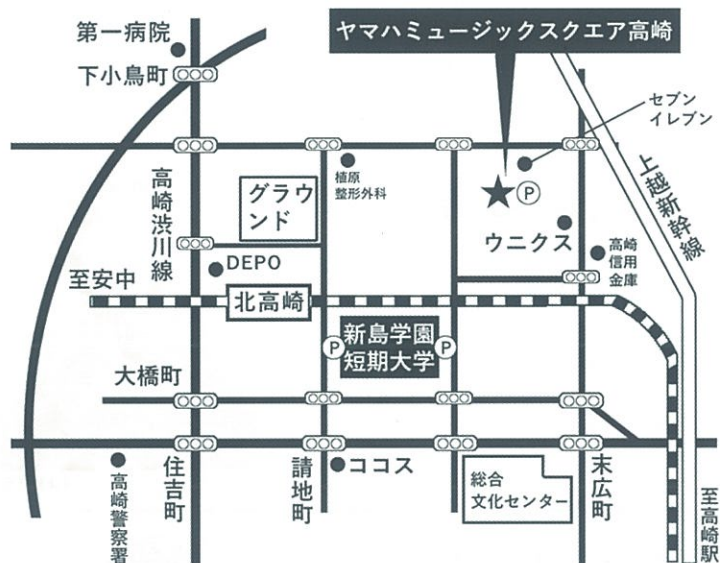 ヤマハミュージックスクエア高崎
第一病院
下小鳥町
セブン
イレブン
植原
整形外科
P
グラウ
ンド
高崎渋川線
上越新幹線
ウニクス
高崎
信用
金庫
DEPO
至安中
北高崎
P
新島学園
短期大学
P
大橋町
住吉町
請地町
ココス
総合
文化センター
末広町
高崎警察署
至高崎駅